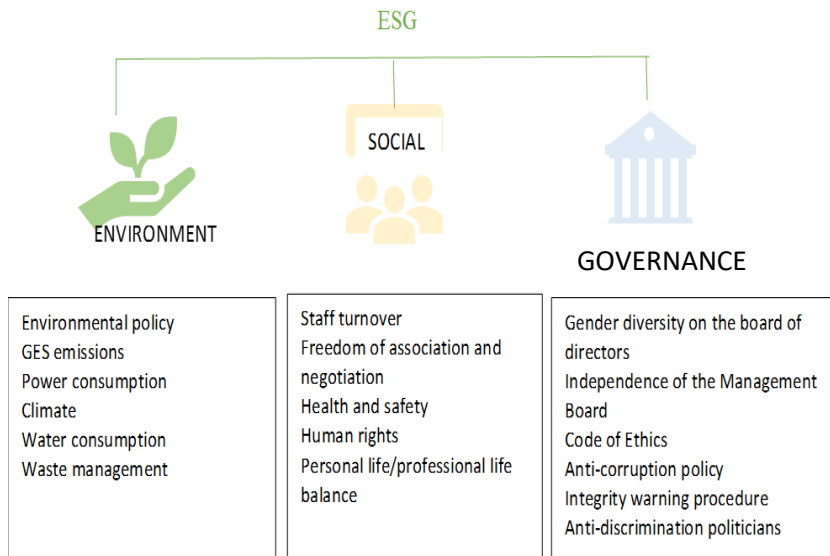 ESG
ENVIRONMENT
SOCIAL
GOVERNANCE
Environmental policy
GES emissions
Power consumption
Climate
Water consumption
Waste management
Staff turnover
Freedom of association and
negotiation
Health and safety
Human rights
Personal life/professional life
balance
Gender diversity on the board of
directors
Independence of the Management
Board
Code of Ethics
Anti-corruption policy
Integrity warning procedure
Anti-discrimination politicians